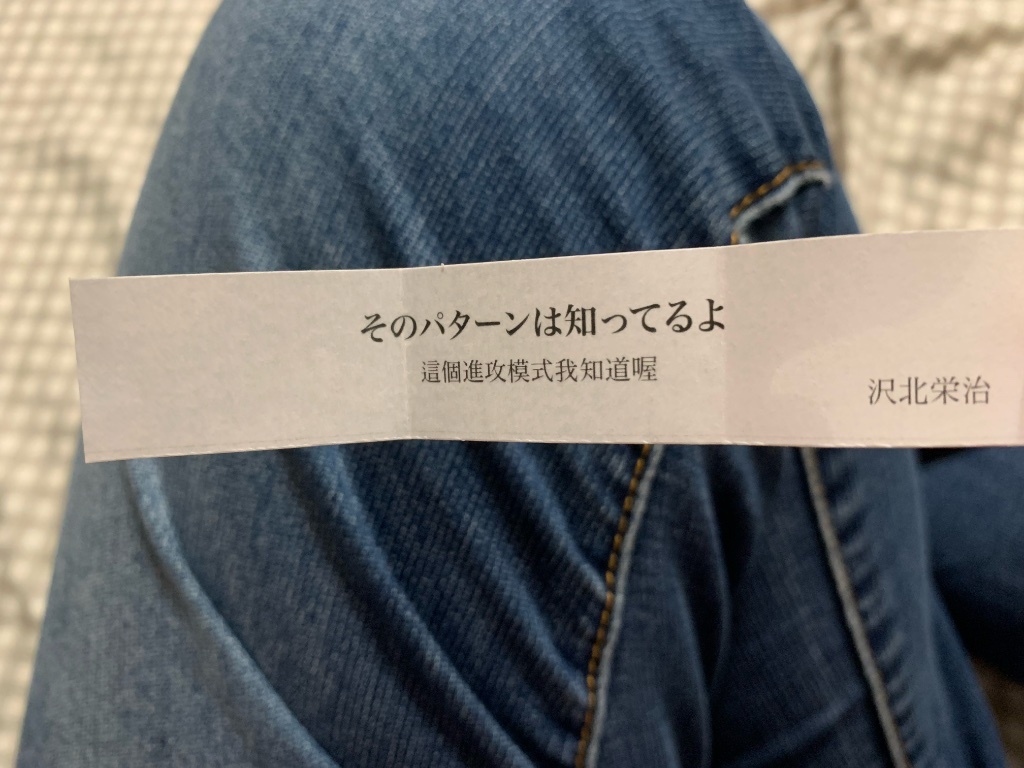 そのパターンは知ってるよ
這個進攻模式我知道喔
沢北栄治